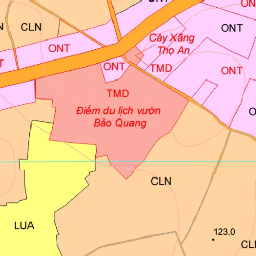 CLN
ONT
ONT
Cây Xăng
Thọ An
ONT
ONT
TMD
ONT
TMD
Điểm du lịch vườn
Bảo Quang
CLN
LUA
123.0